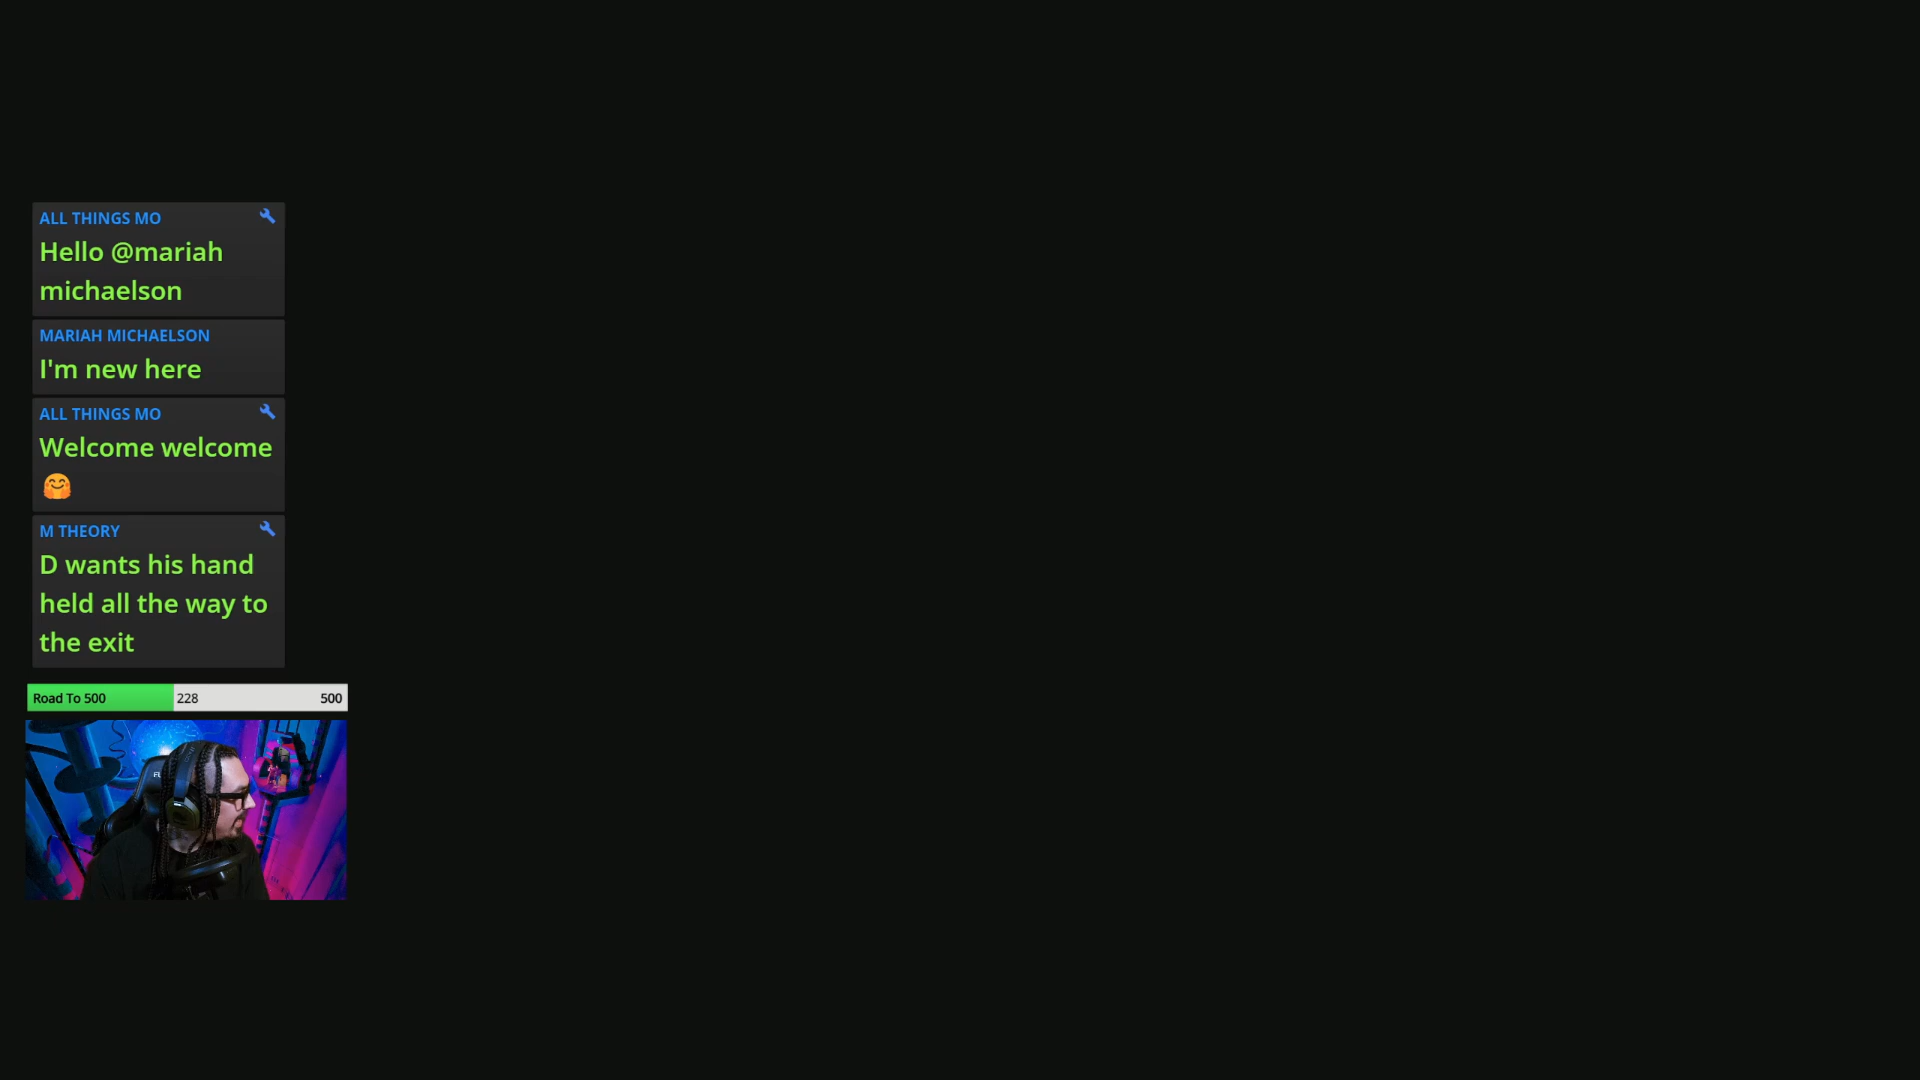 ALL THINGS MO
Hello @mariah
michaelson
MARIAH MICHAELSON
I'm new here
ALL THINGS MO
Welcome welcome
🤗
M THEORY
D wants his hand
held all the way to
the exit
Road To 500 228 500